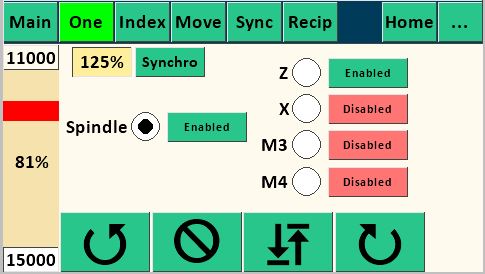 Main One Index Move Sync Recip Home ...
11000
125% Synchro
Z Enabled
X Disabled
Spindle Enabled
M3 Disabled
81%
M4 Disabled
15000